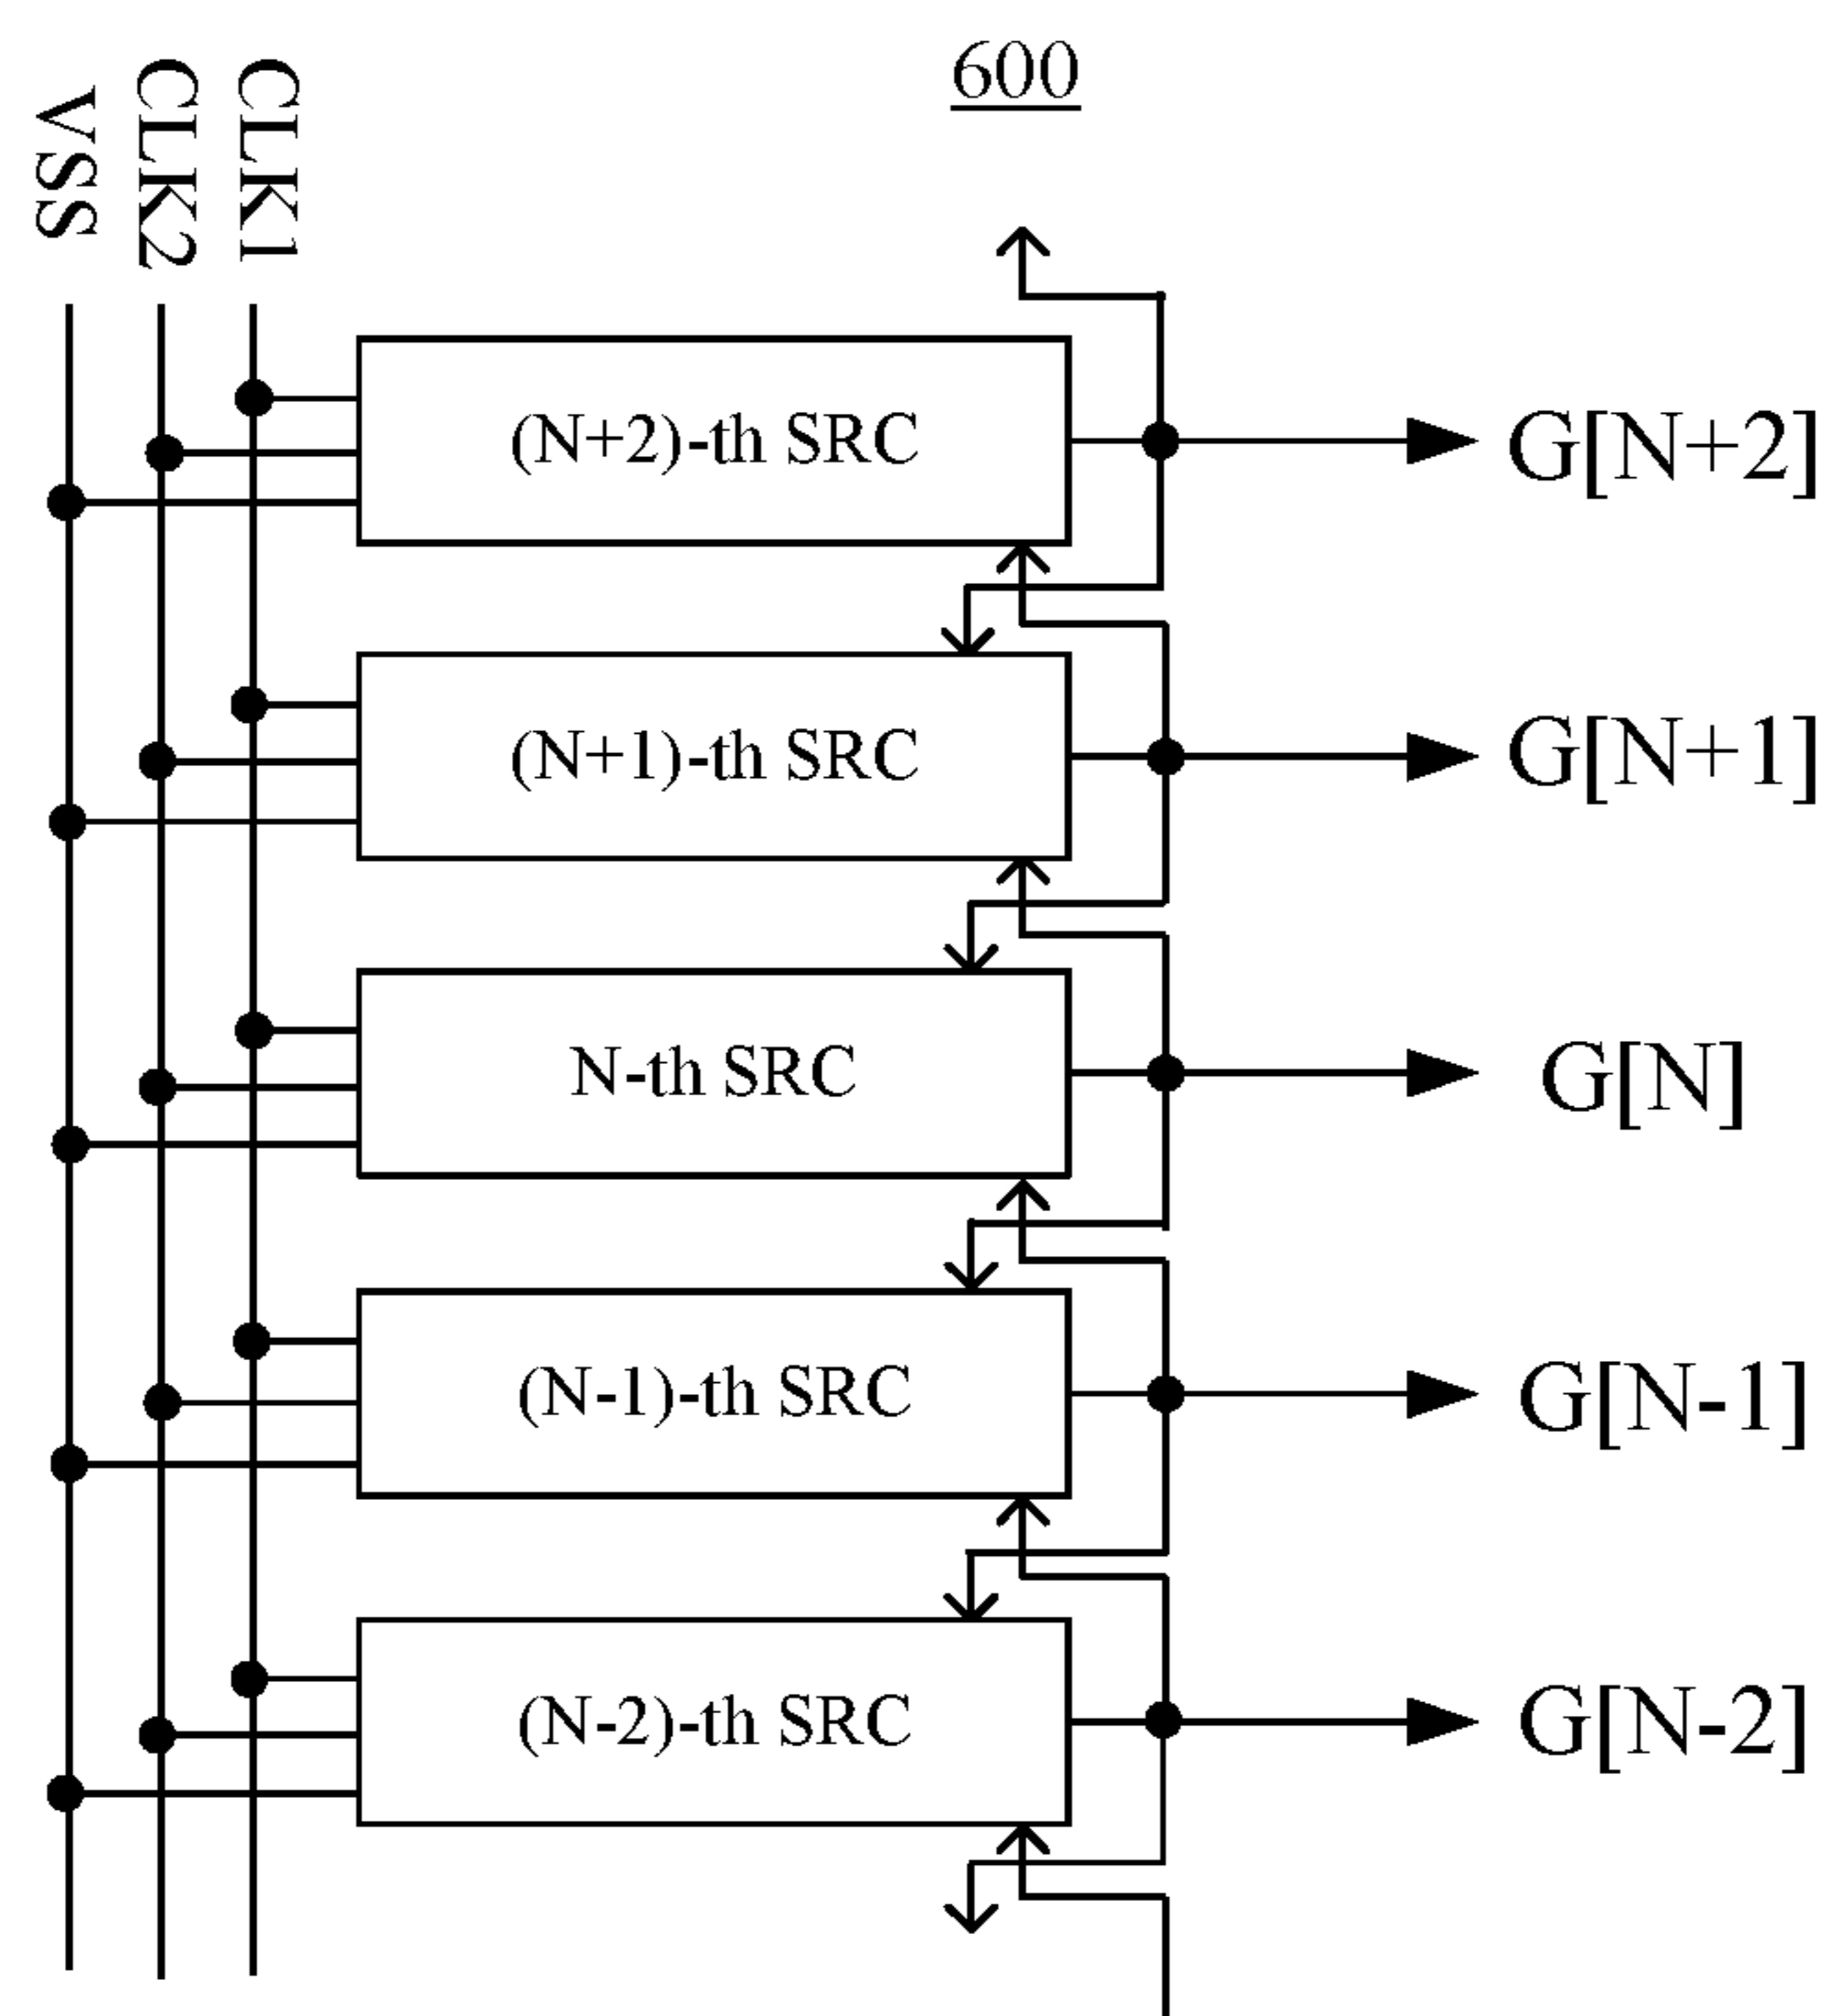 600
VSS
CLK2
CLK1
(N+2)-th SRC
G[N+2]
(N+1)-th SRC
G[N+1]
N-th SRC
G[N]
(N-1)-th SRC
G[N-1]
(N-2)-th SRC
G[N-2]